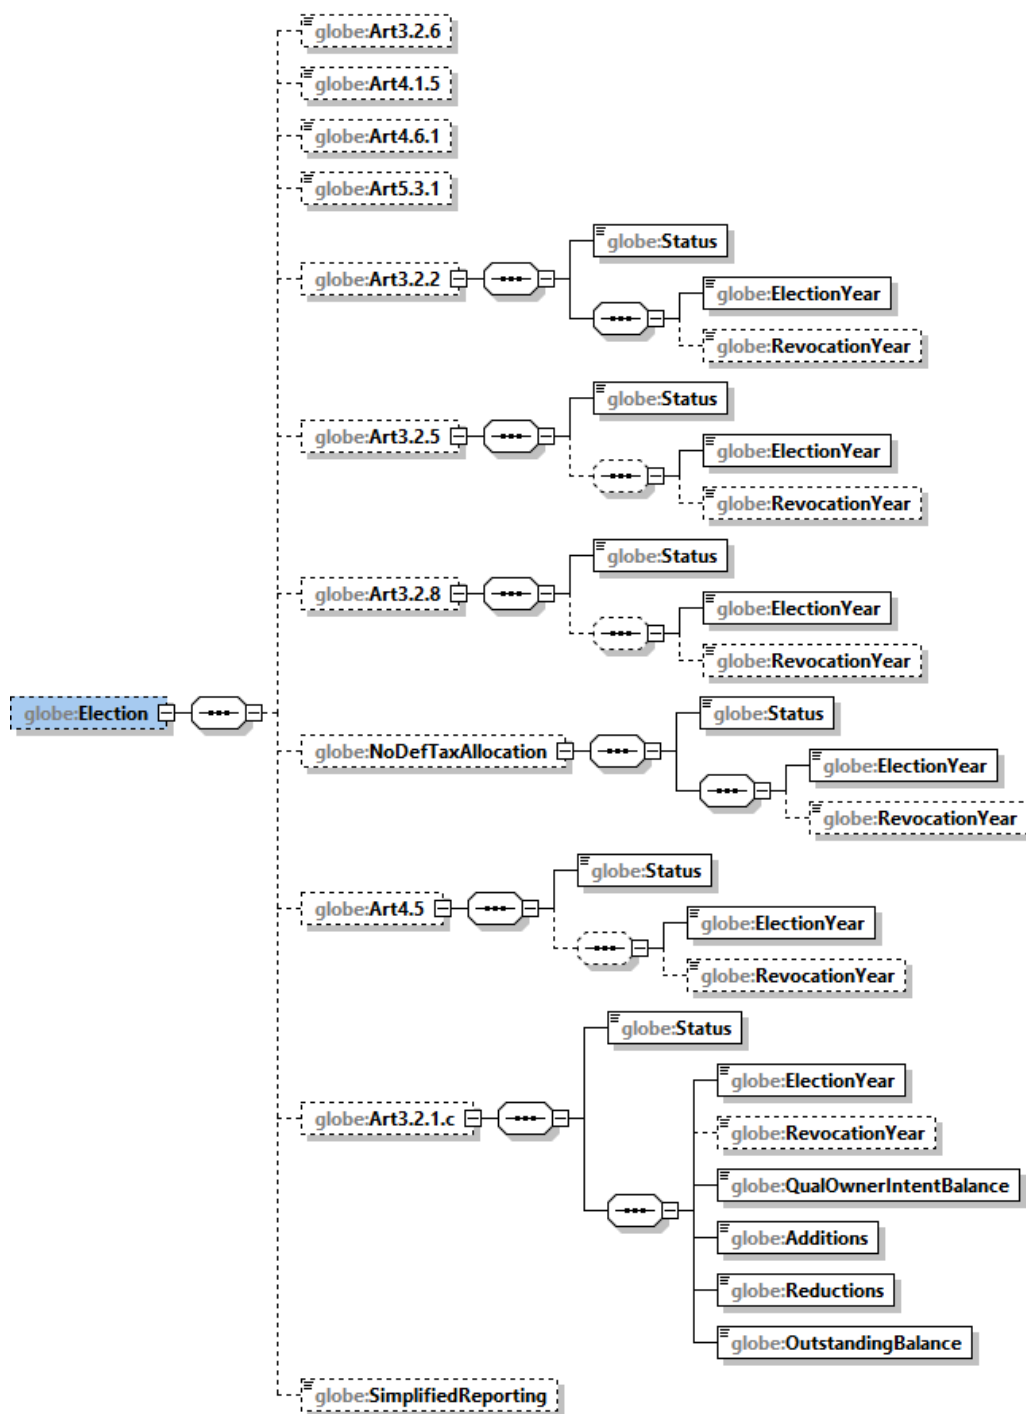 globe:Art3.2.6
globe:Art4.1.5
globe:Art4.6.1
globe:Art5.3.1
globe:Status
globe:Art3.2.2
globe:ElectionYear
globe:RevocationYear
globe:Status
globe:Art3.2.5
globe:ElectionYear
globe:RevocationYear
globe:Status
globe:Art3.2.8
globe:ElectionYear
globe:RevocationYear
globe:Election
globe:Status
globe:NoDefTaxAllocation
globe:ElectionYear
globe:RevocationYear
globe:Status
globe:Art4.5
globe:ElectionYear
globe:RevocationYear
globe:Status
globe:ElectionYear
globe:Art3.2.1.c
globe:RevocationYear
globe:QualOwnerIntentBalance
globe:Additions
globe:Reductions
globe:OutstandingBalance
globe:SimplifiedReporting